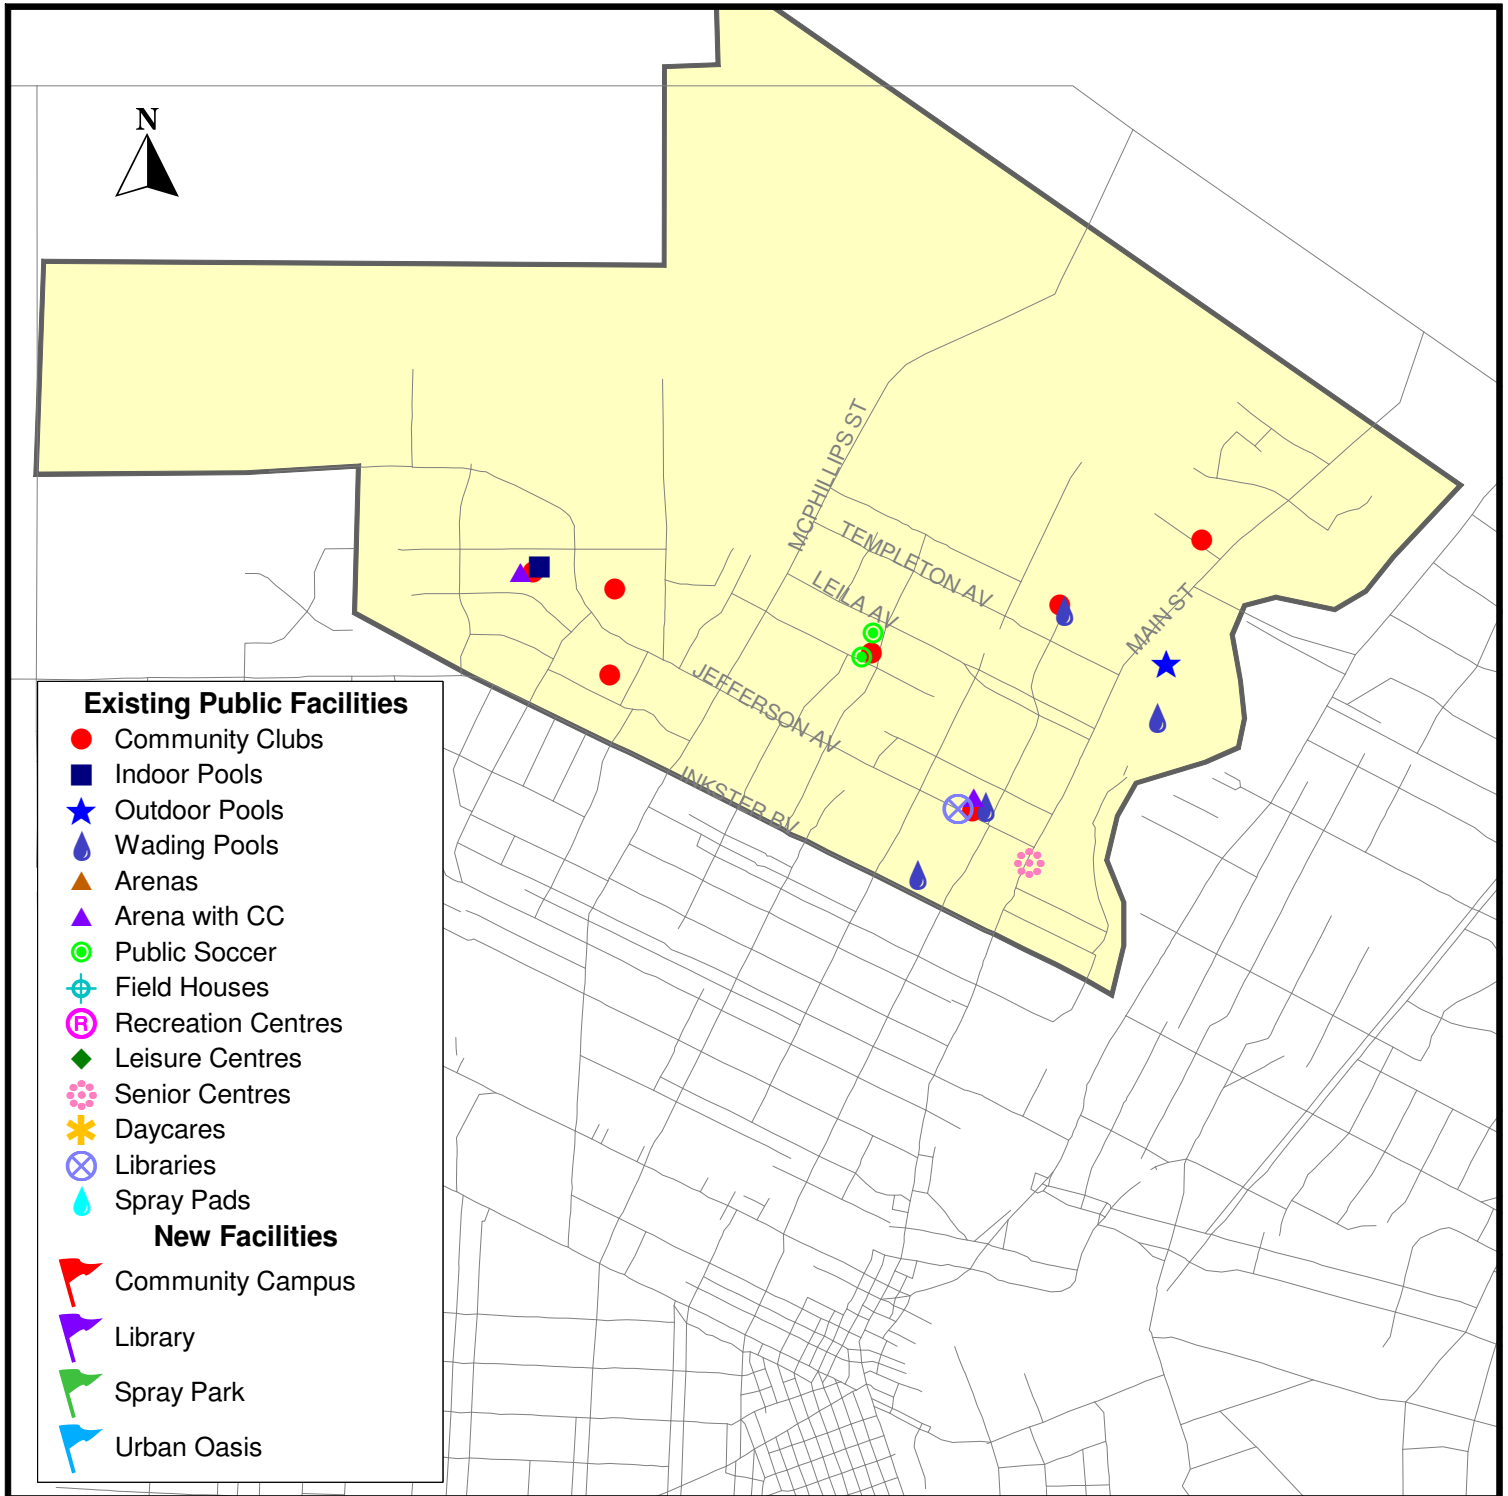 N
MCPHILLIPS ST
TEMPLETON AV
LEILA AV
MAIN ST
JEFFERSON AV
INKSTER BV
Existing Public Facilities
Community Clubs
Indoor Pools
Outdoor Pools
Wading Pools
Arenas
Arena with CC
Public Soccer
Field Houses
R Recreation Centres
Leisure Centres
Senior Centres
Daycares
Libraries
Spray Pads
New Facilities
Community Campus
Library
Spray Park
Urban Oasis